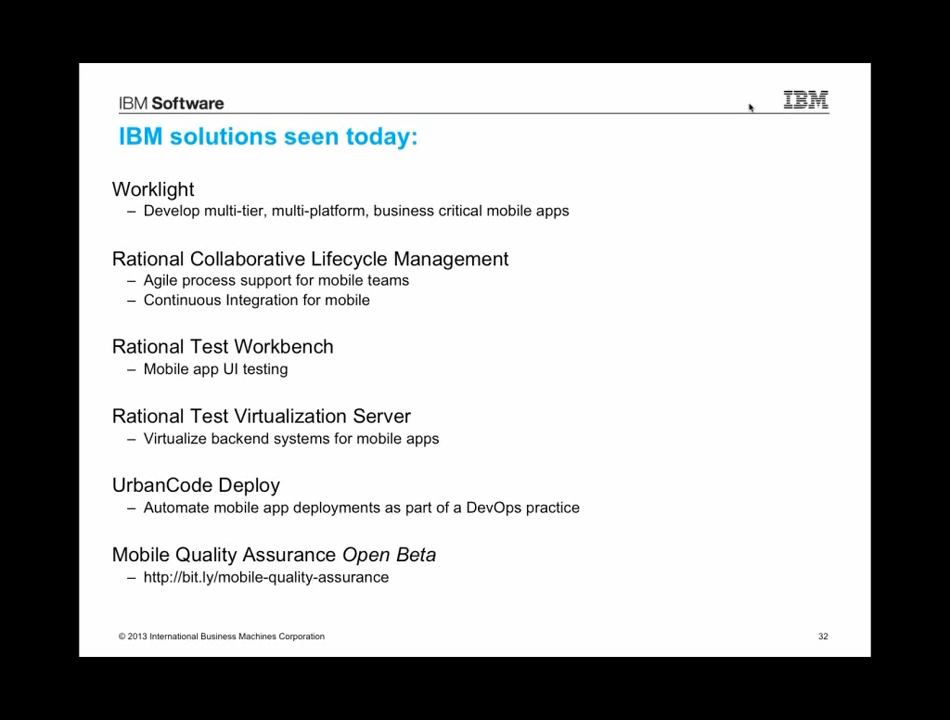 IBM Software
IBM
IBM solutions seen today:
Worklight
– Develop multi-tier, multi-platform, business critical mobile apps
Rational Collaborative Lifecycle Management
– Agile process support for mobile teams
– Continuous Integration for mobile
Rational Test Workbench
– Mobile app UI testing
Rational Test Virtualization Server
– Virtualize backend systems for mobile apps
UrbanCode Deploy
– Automate mobile app deployments as part of a DevOps practice
Mobile Quality Assurance Open Beta
– http://bit.ly/mobile-quality-assurance
© 2013 International Business Machines Corporation
32